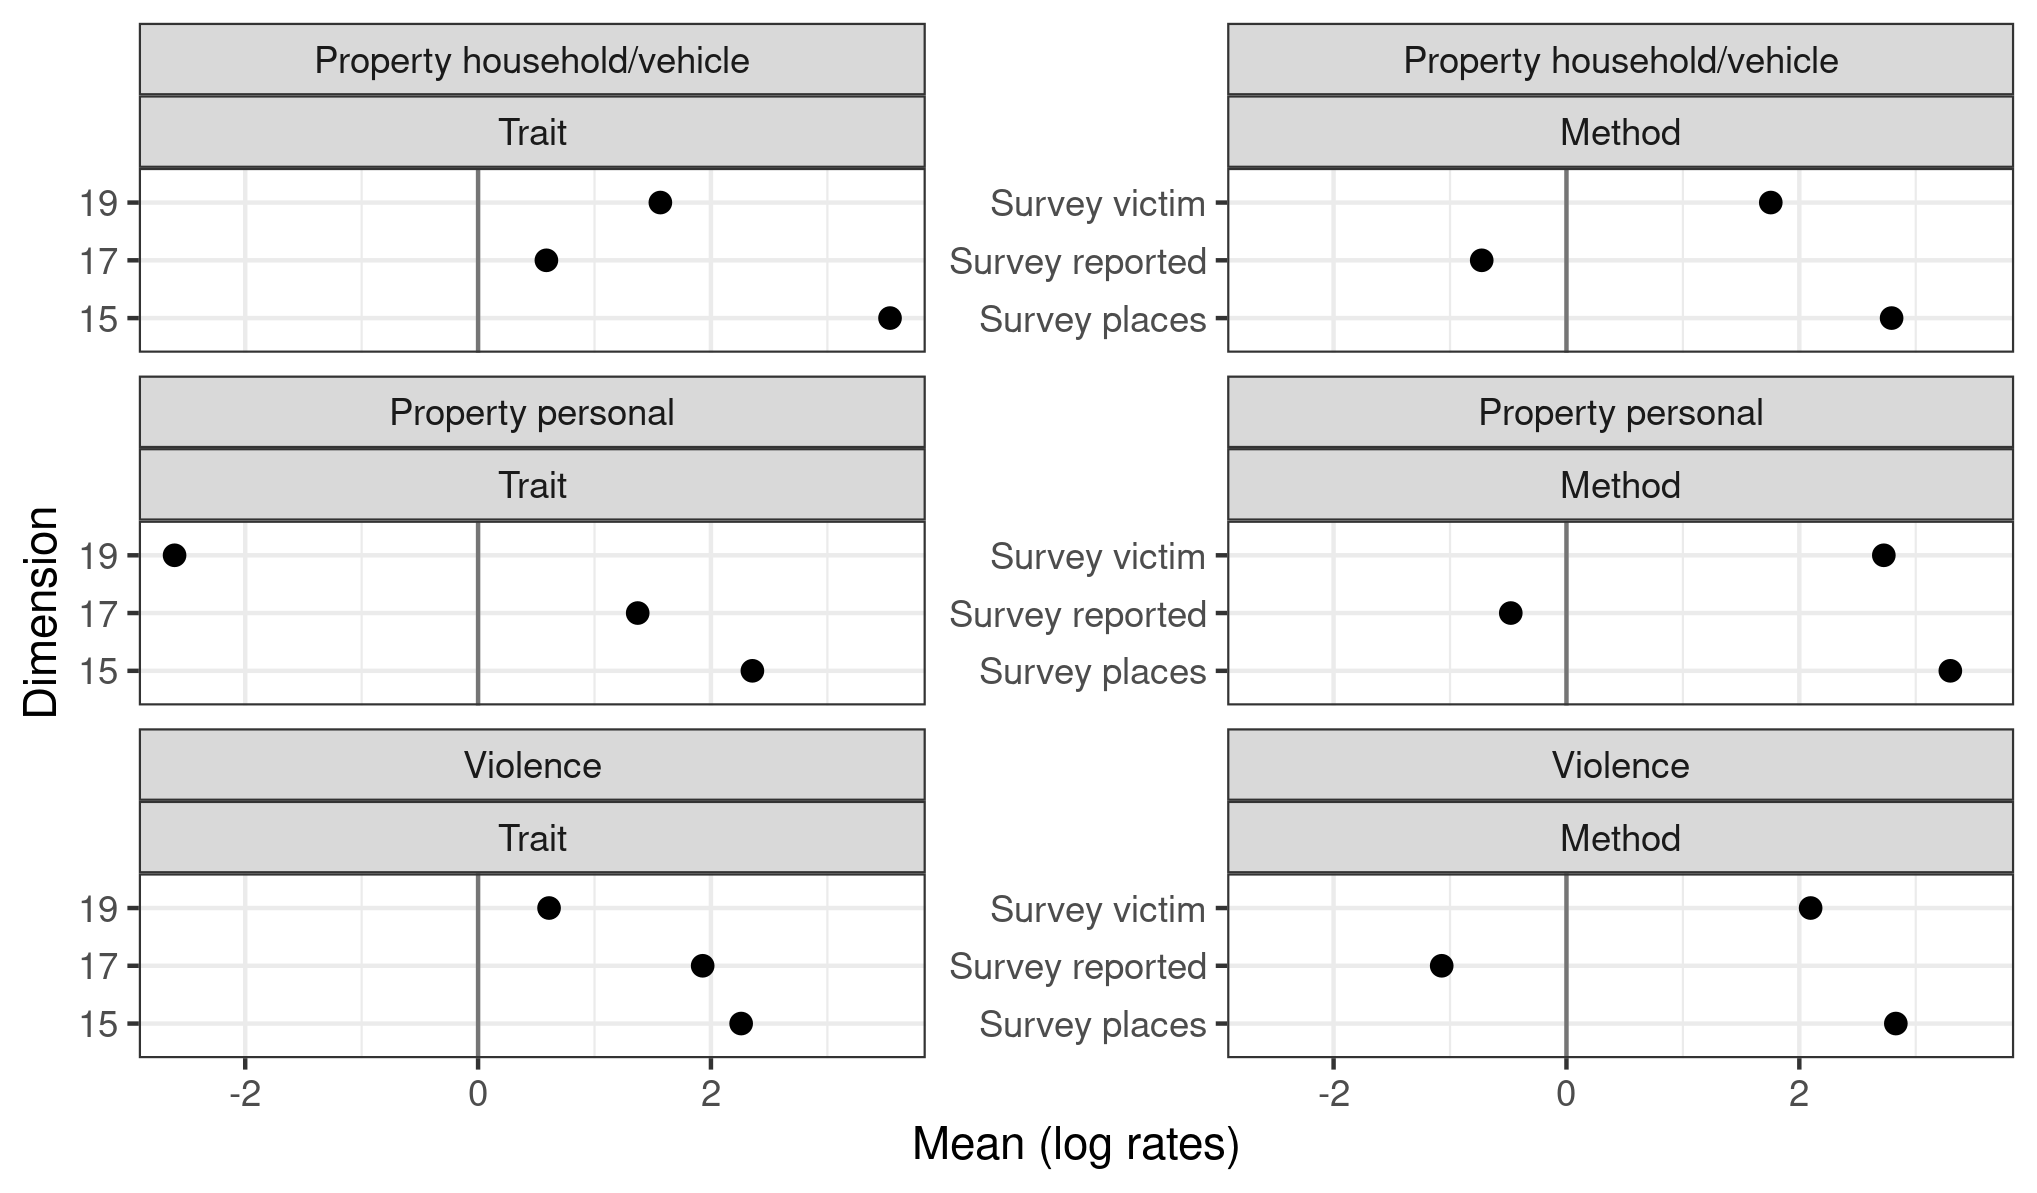 Property household/vehicle
Trait
19
17
15
Property household/vehicle
Method
Survey victim
Survey reported
Survey places
Property personal
Trait
19
17
15
Property personal
Method
Survey victim
Survey reported
Survey places
Violence
Trait
19
17
15
-2 0 2
Violence
Method
Survey victim
Survey reported
Survey places
-2 0 2
Dimension
Mean (log rates)